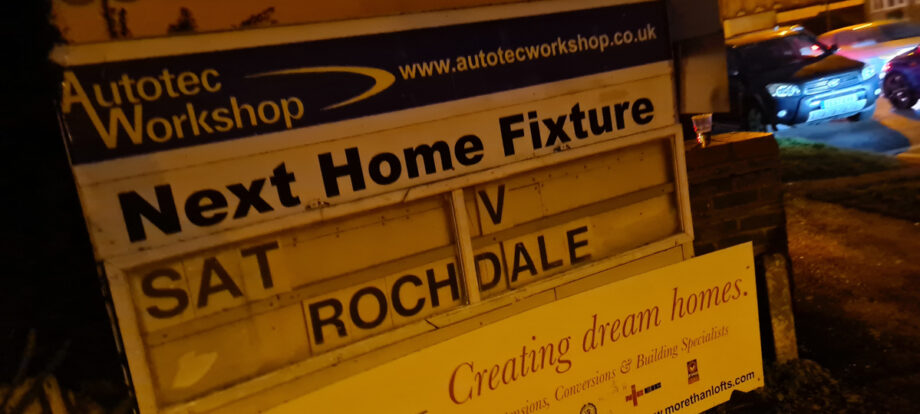 Autotec
Workshop
www.autotecworkshop.co.uk
Next Home Fixture
SAT V
ROCHDALE
Creating dream homes.
Conversions & Building Specialists
www.morethanlofts.com